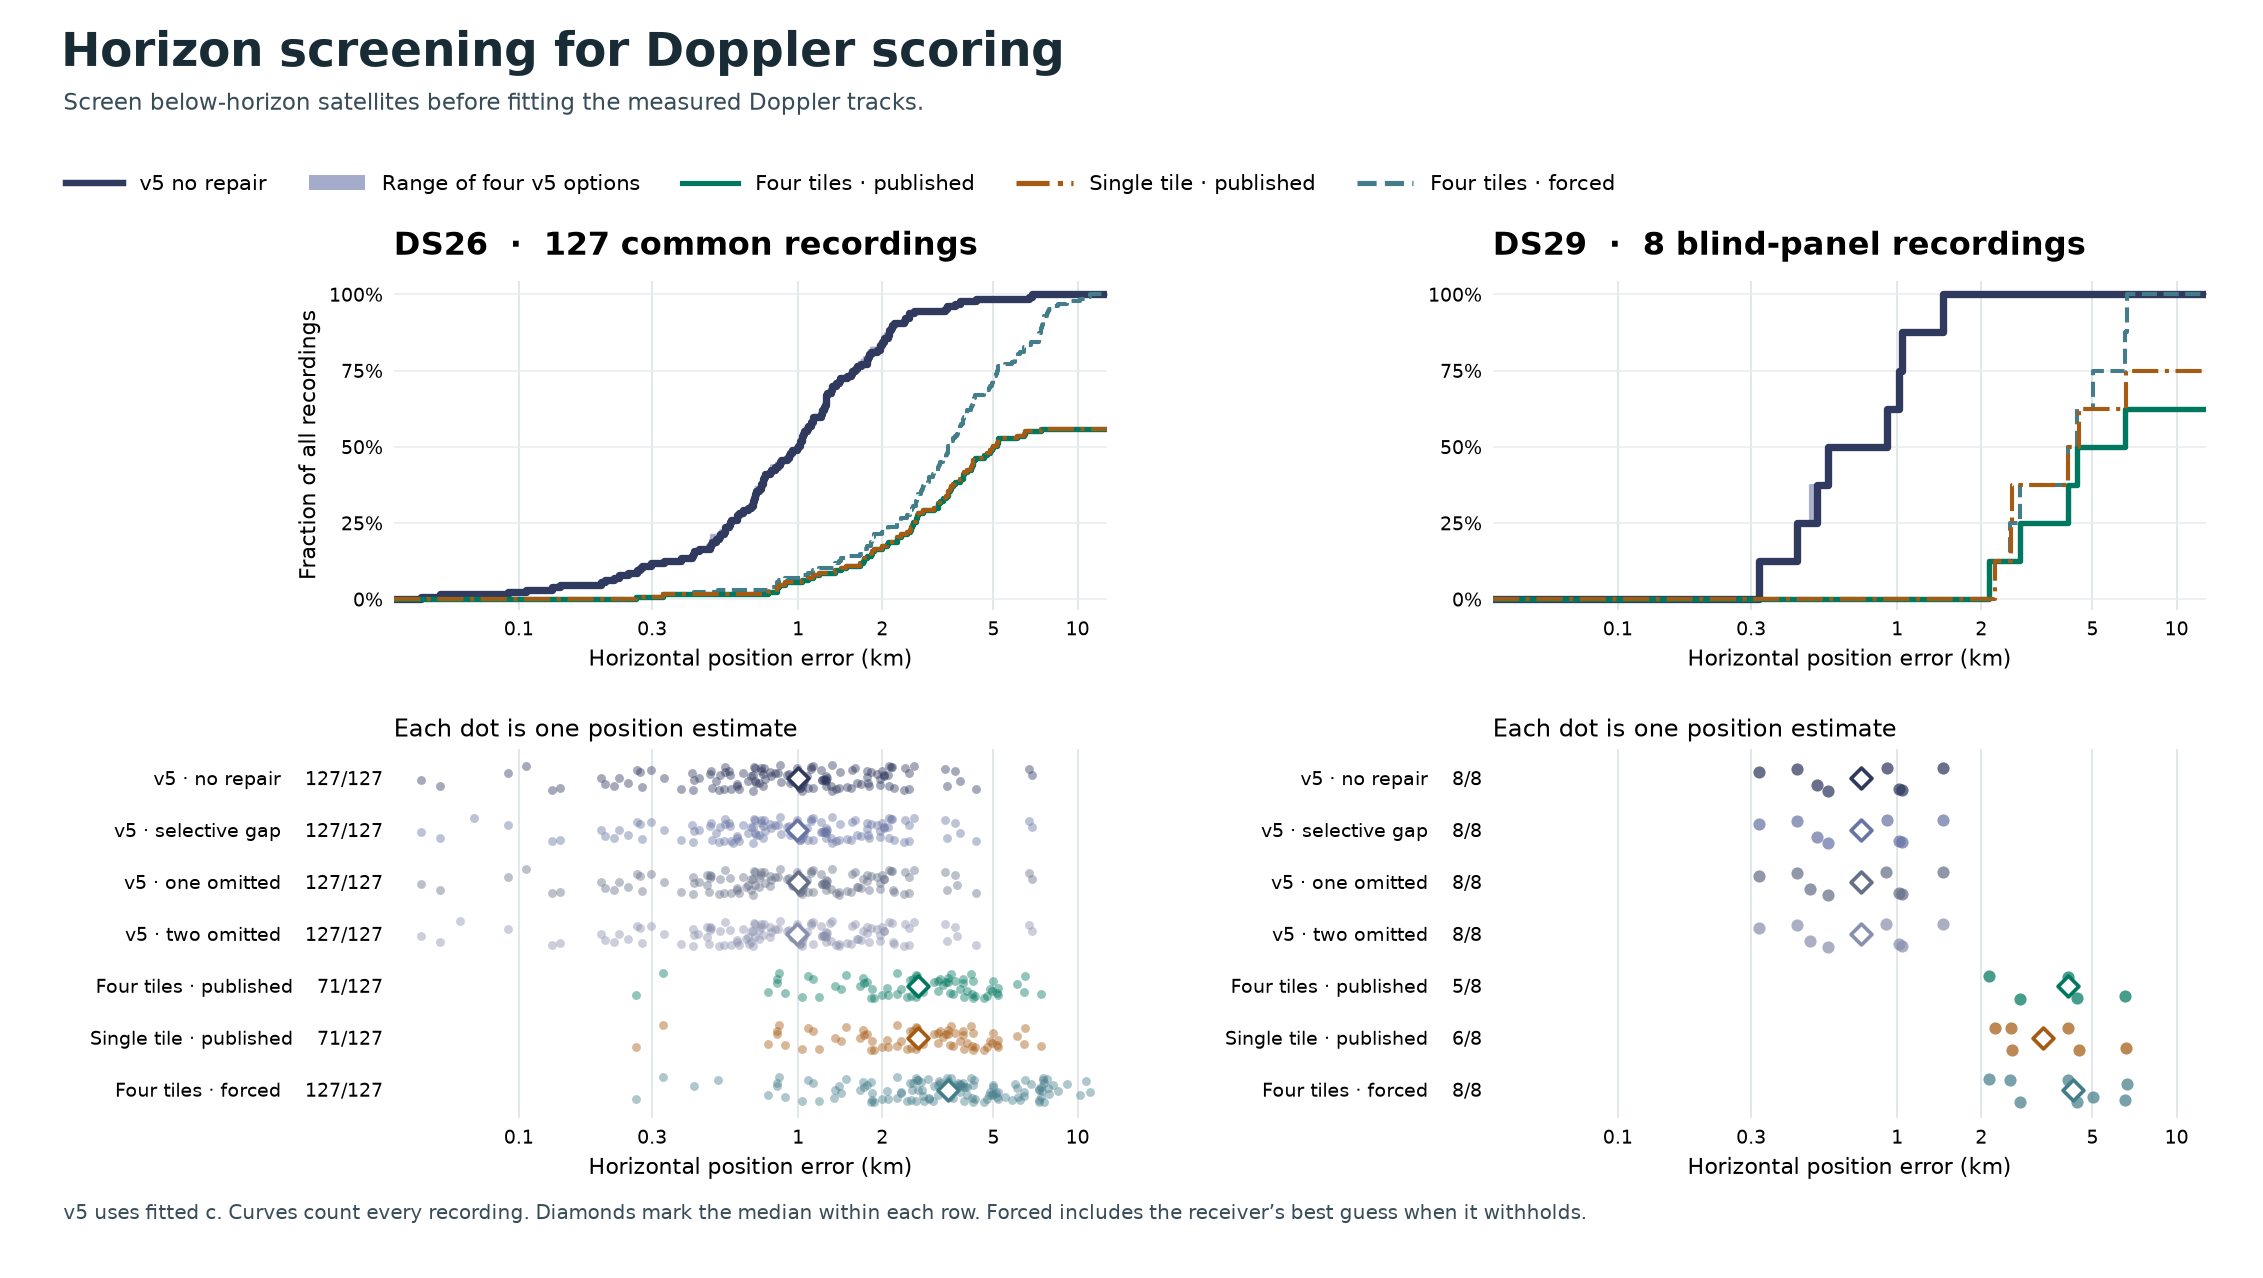 Horizon screening for Doppler scoring
Screen below-horizon satellites before fitting the measured Doppler tracks.
v5 no repair
Range of four v5 options
Four tiles · published
Single tile · published
Four tiles · forced
DS26 · 127 common recordings
100%
75%
50%
25%
0%
Fraction of all recordings
0.1 0.3 1 2 5 10
Horizontal position error (km)
DS29 · 8 blind-panel recordings
100%
75%
50%
25%
0%
0.1 0.3 1 2 5 10
Horizontal position error (km)
Each dot is one position estimate
v5 · no repair 127/127
v5 · selective gap 127/127
v5 · one omitted 127/127
v5 · two omitted 127/127
Four tiles · published 71/127
Single tile · published 71/127
Four tiles · forced 127/127
0.1 0.3 1 2 5 10
Horizontal position error (km)
Each dot is one position estimate
v5 · no repair 8/8
v5 · selective gap 8/8
v5 · one omitted 8/8
v5 · two omitted 8/8
Four tiles · published 5/8
Single tile · published 6/8
Four tiles · forced 8/8
0.1 0.3 1 2 5 10
Horizontal position error (km)
v5 uses fitted c. Curves count every recording. Diamonds mark the median within each row. Forced includes the receiver’s best guess when it withholds.